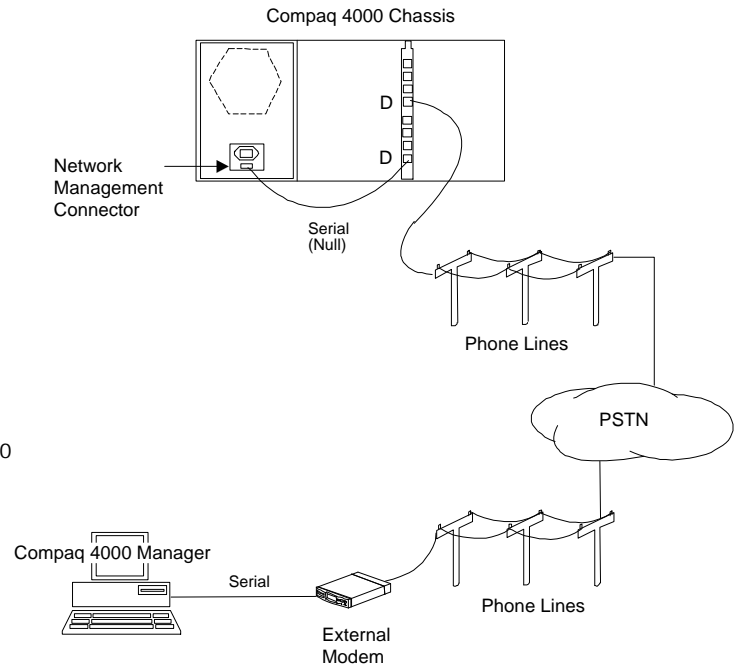 Compaq 4000 Chassis
D
D
Network
Management
Connector
Serial
(Null)
Phone Lines
PSTN
0
Compaq 4000 Manager
Serial
Phone Lines
External
Modem